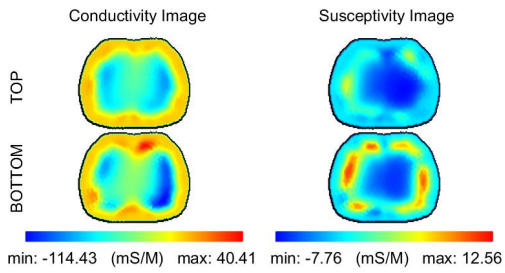 Conductivity Image
Susceptivity Image
TOP
BOTTOM
min: -114.43 (mS/M) max: 40.41
min: -7.76 (mS/M) max: 12.56